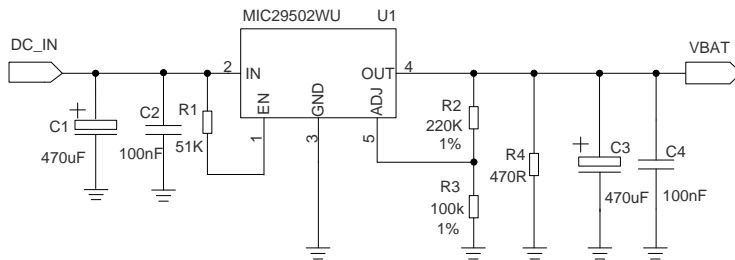 MIC29502WU U1
DC_IN
VBAT
2 IN
OUT 4
EN
GND
ADJ
1
3
5
C1
470uF
C2
100nF
R1
51K
R2
220K
1%
R3
100k
1%
R4
470R
C3
470uF
C4
100nF